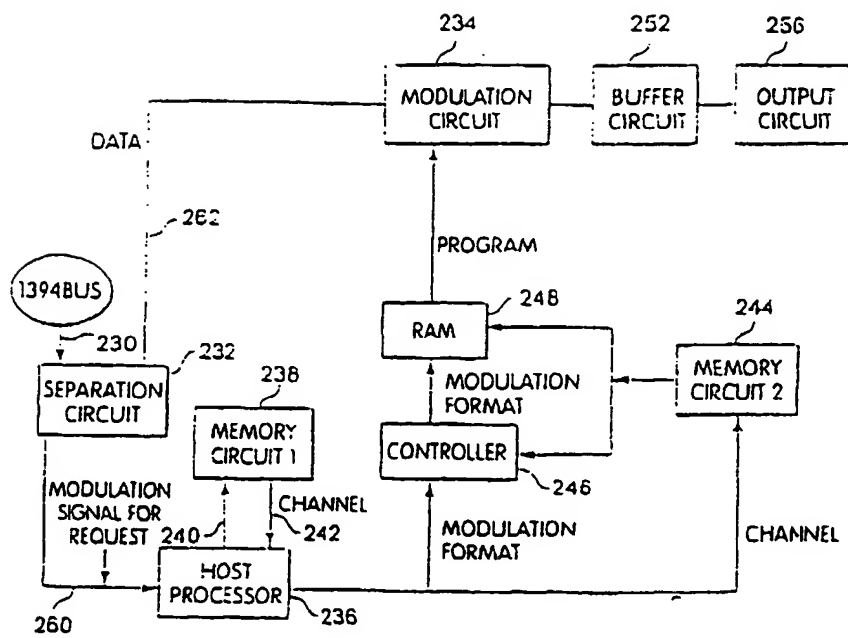 234
252
256
MODULATION
CIRCUIT
BUFFER
CIRCUIT
OUTPUT
CIRCUIT
DATA
262
PROGRAM
1394BUS
230
232
248
RAM
244
SEPARATION
CIRCUIT
238
MEMORY
CIRCUIT 1
MODULATION
FORMAT
MEMORY
CIRCUIT 2
CONTROLLER
246
MODULATION
SIGNAL FOR
REQUEST
240
CHANNEL
242
MODULATION
FORMAT
CHANNEL
HOST
PROCESSOR
236
260